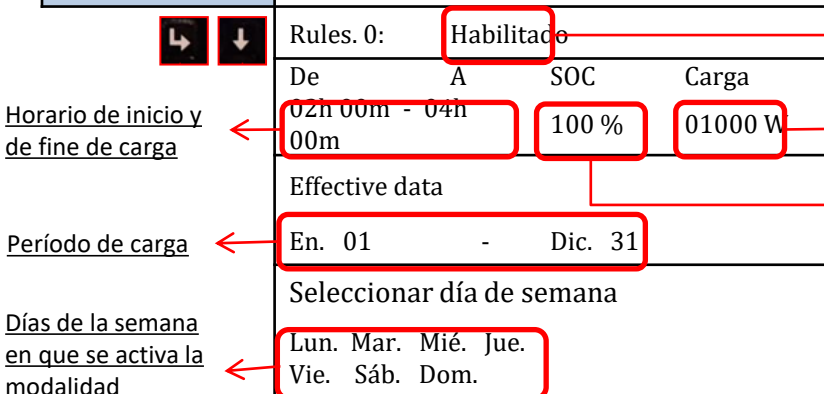 Rules. 0: Habilitado
De A SOC Carga
02h 00m - 04h
00m
100 % 01000 W
Horario de inicio y
de fine de carga
Effective data
Período de carga
En. 01 - Dic. 31
Seleccionar día de semana
Días de la semana
en que se activa la
modalidad
Lun. Mar. Mié. Jue.
Vie. Sáb. Dom.